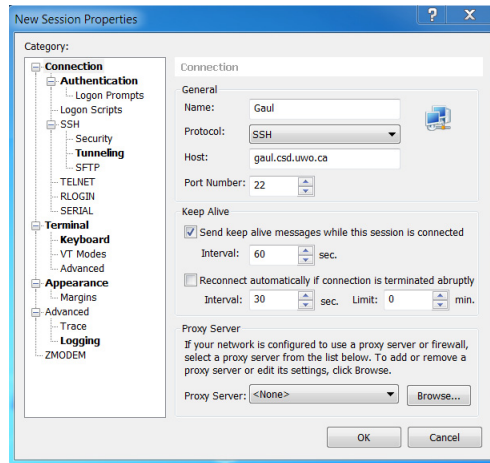 New Session Properties
? X
Category:
Connection
Authentication
Logon Prompts
Logon Scripts
SSH
Security
Tunneling
SFTP
TELNET
RLOGIN
SERIAL
Terminal
Keyboard
VT Modes
Advanced
Appearance
Margins
Advanced
Trace
Logging
ZMODEM
Connection
General
Name: Gaul
Protocol: SSH
Host: gaul.csd.uwo.ca
Port Number: 22
Keep Alive
Send keep alive messages while this session is connected
Interval: 60 sec.
Reconnect automatically if connection is terminated abruptly
Interval: 30 sec. Limit: 0 min.
Proxy Server
If your network is configured to use a proxy server or firewall,
select a proxy server from the list below. To add or remove a
proxy server or edit its settings, click Browse.
Proxy Server: <None> Browse...
OK Cancel